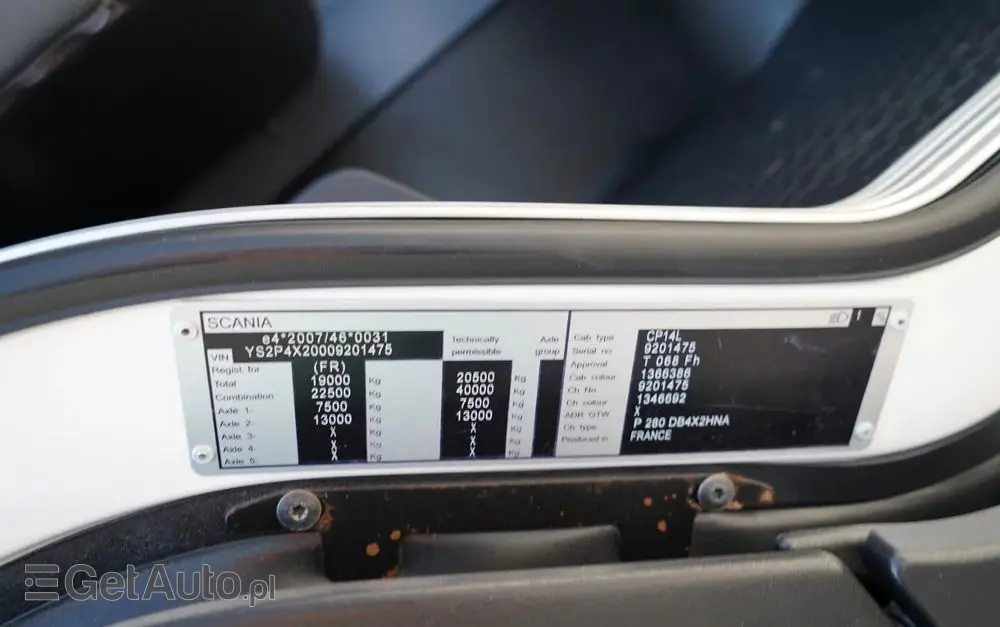 SCANIA
e4*2007/46*0031
VIN YS2P4X20009201475
Regist. for (FR) Technically permissible Axle group
Total 19000 Kg 20500 Kg
Combination 22500 Kg 40000 Kg
Axle 1- 7500 Kg 7500 Kg
Axle 2- 13000 Kg 13000 Kg
Axle 3- X Kg X Kg
Axle 4- X Kg X Kg
Axle 5- X Kg X Kg
1
Cab type CP14L
Serial no 9201475
Approval T 068 Fh
Cab colour 1366386
Ch No 9201475
Ch colour 1346692
ADR GTW X
Ch type P 280 DB4X2HNA
Produced in FRANCE
GetAuto.pl